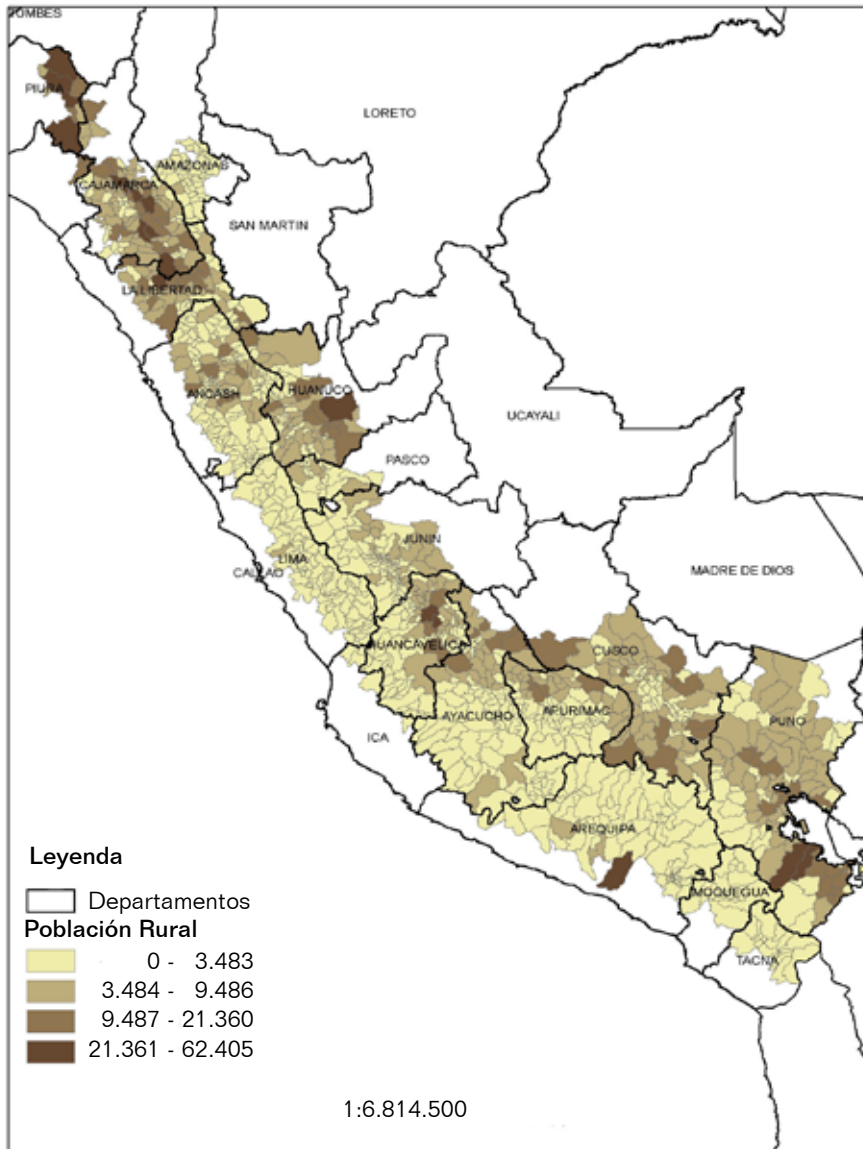 TOMBES
PIURA
LORETO
AMAZONAS
CAJAMARCA
SAN MARTIN
LA LIBERTAD
ANCASH
HUANUCO
UCAYALI
PASCO
JUNIN
LIMA
CALLAO
MADRE DE DIOS
HUANCAVELICA
CUSCO
AYACUCHO
APURIMAC
PUNO
ICA
AREQUIPA
MOQUEGUA
TACNA
Leyenda
Departamentos
Población Rural
0 - 3.483
3.484 - 9.486
9.487 - 21.360
21.361 - 62.405
1:6.814.500